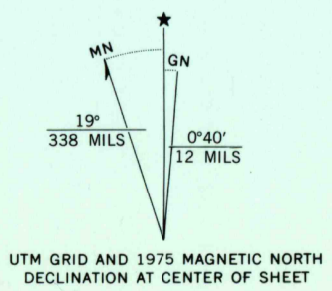 MN
GN
19°
338 MILS
0°40'
12 MILS
UTM GRID AND 1975 MAGNETIC NORTH
DECLINATION AT CENTER OF SHEET